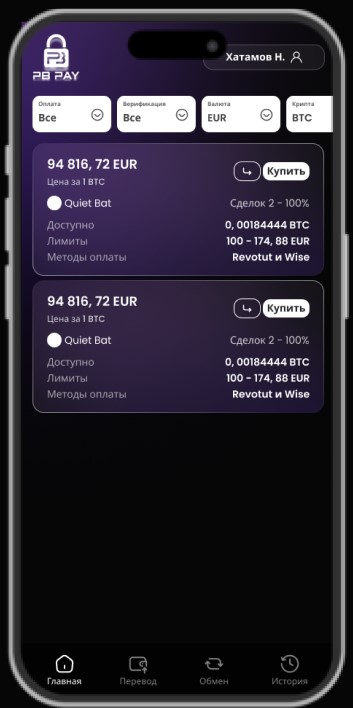 PB
PB PAY
Хатамов Н.
Оплата
Все
Верификация
Все
Валюта
EUR
Крипта
BTC
94 816, 72 EUR
Купить
Цена за 1 BTC
Quiet Bat
Сделок 2 - 100%
Доступно
0, 00184444 BTC
Лимиты
100 - 174, 88 EUR
Методы оплаты
Revotut и Wise
94 816, 72 EUR
Купить
Цена за 1 BTC
Quiet Bat
Сделок 2 - 100%
Доступно
0, 00184444 BTC
Лимиты
100 - 174, 88 EUR
Методы оплаты
Revotut и Wise
Главная
Перевод
Обмен
История